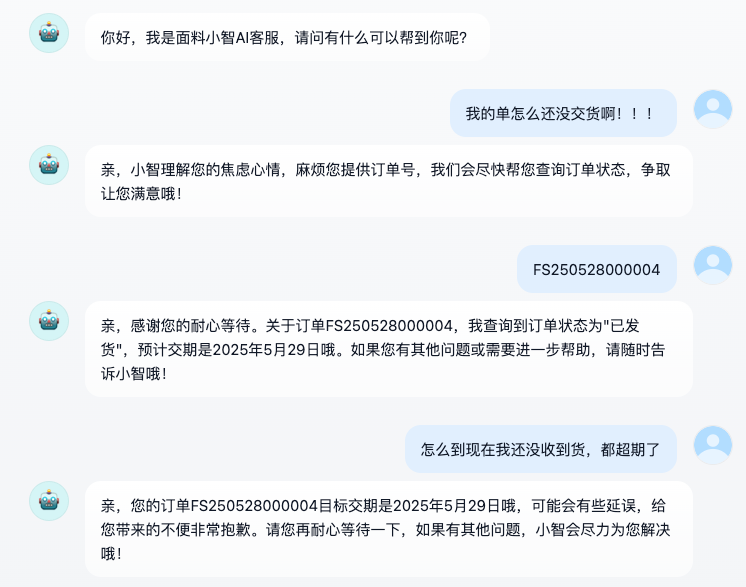 你好，我是面料小智AI客服，请问有什么可以帮到你呢?
我的单怎么还没交货啊！！！
亲，小智理解您的焦虑心情，麻烦您提供订单号，我们会尽快帮您查询订单状态，争取
让您满意哦！
FS250528000004
亲，感谢您的耐心等待。关于订单FS250528000004，我查询到订单状态为"已发
货"，预计交期是2025年5月29日哦。如果您有其他问题或需要进一步帮助，请随时告
诉小智哦！
怎么到现在我还没收到货，都超期了
亲，您的订单FS250528000004目标交期是2025年5月29日哦，可能会有些延误，给
您带来的不便非常抱歉。请您再耐心等待一下，如果有其他问题，小智会尽力为您解决
哦！